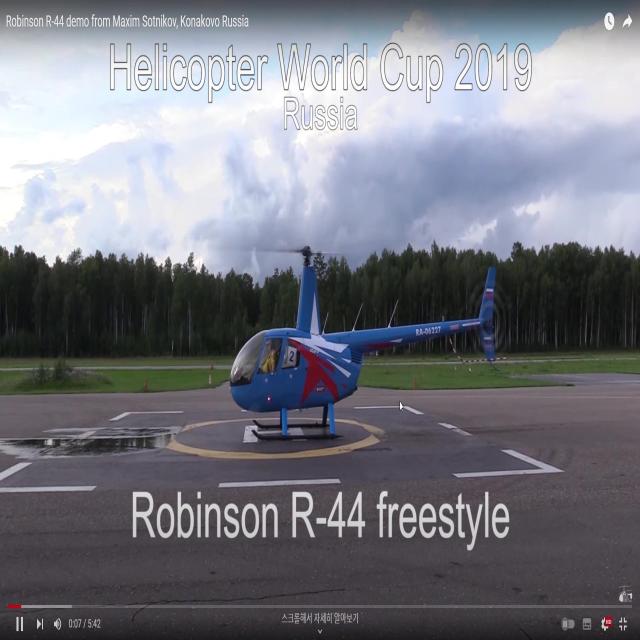 Robinson R-44 demo from Maxim Sotnikov, Konakovo Russia
Helicopter World Cup 2019
Russia
2
RA-06227
Robinson R-44 freestyle
0:07 / 5:42
스크롤해서 자세히 알아보기